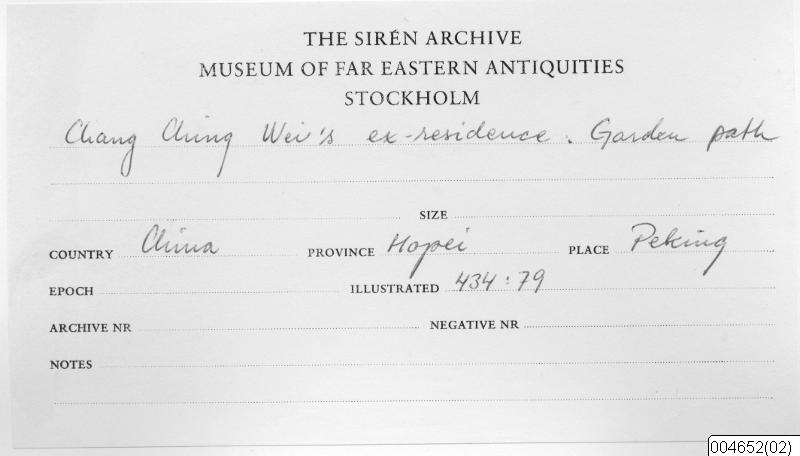 THE SIRÉN ARCHIVE
MUSEUM OF FAR EASTERN ANTIQUITIES
STOCKHOLM
Chang Ching Wei's ex-residence. Garden path
SIZE
COUNTRY China PROVINCE Hopei PLACE Peking
EPOCH ILLUSTRATED 434:79
ARCHIVE NR NEGATIVE NR
NOTES
004652(02)